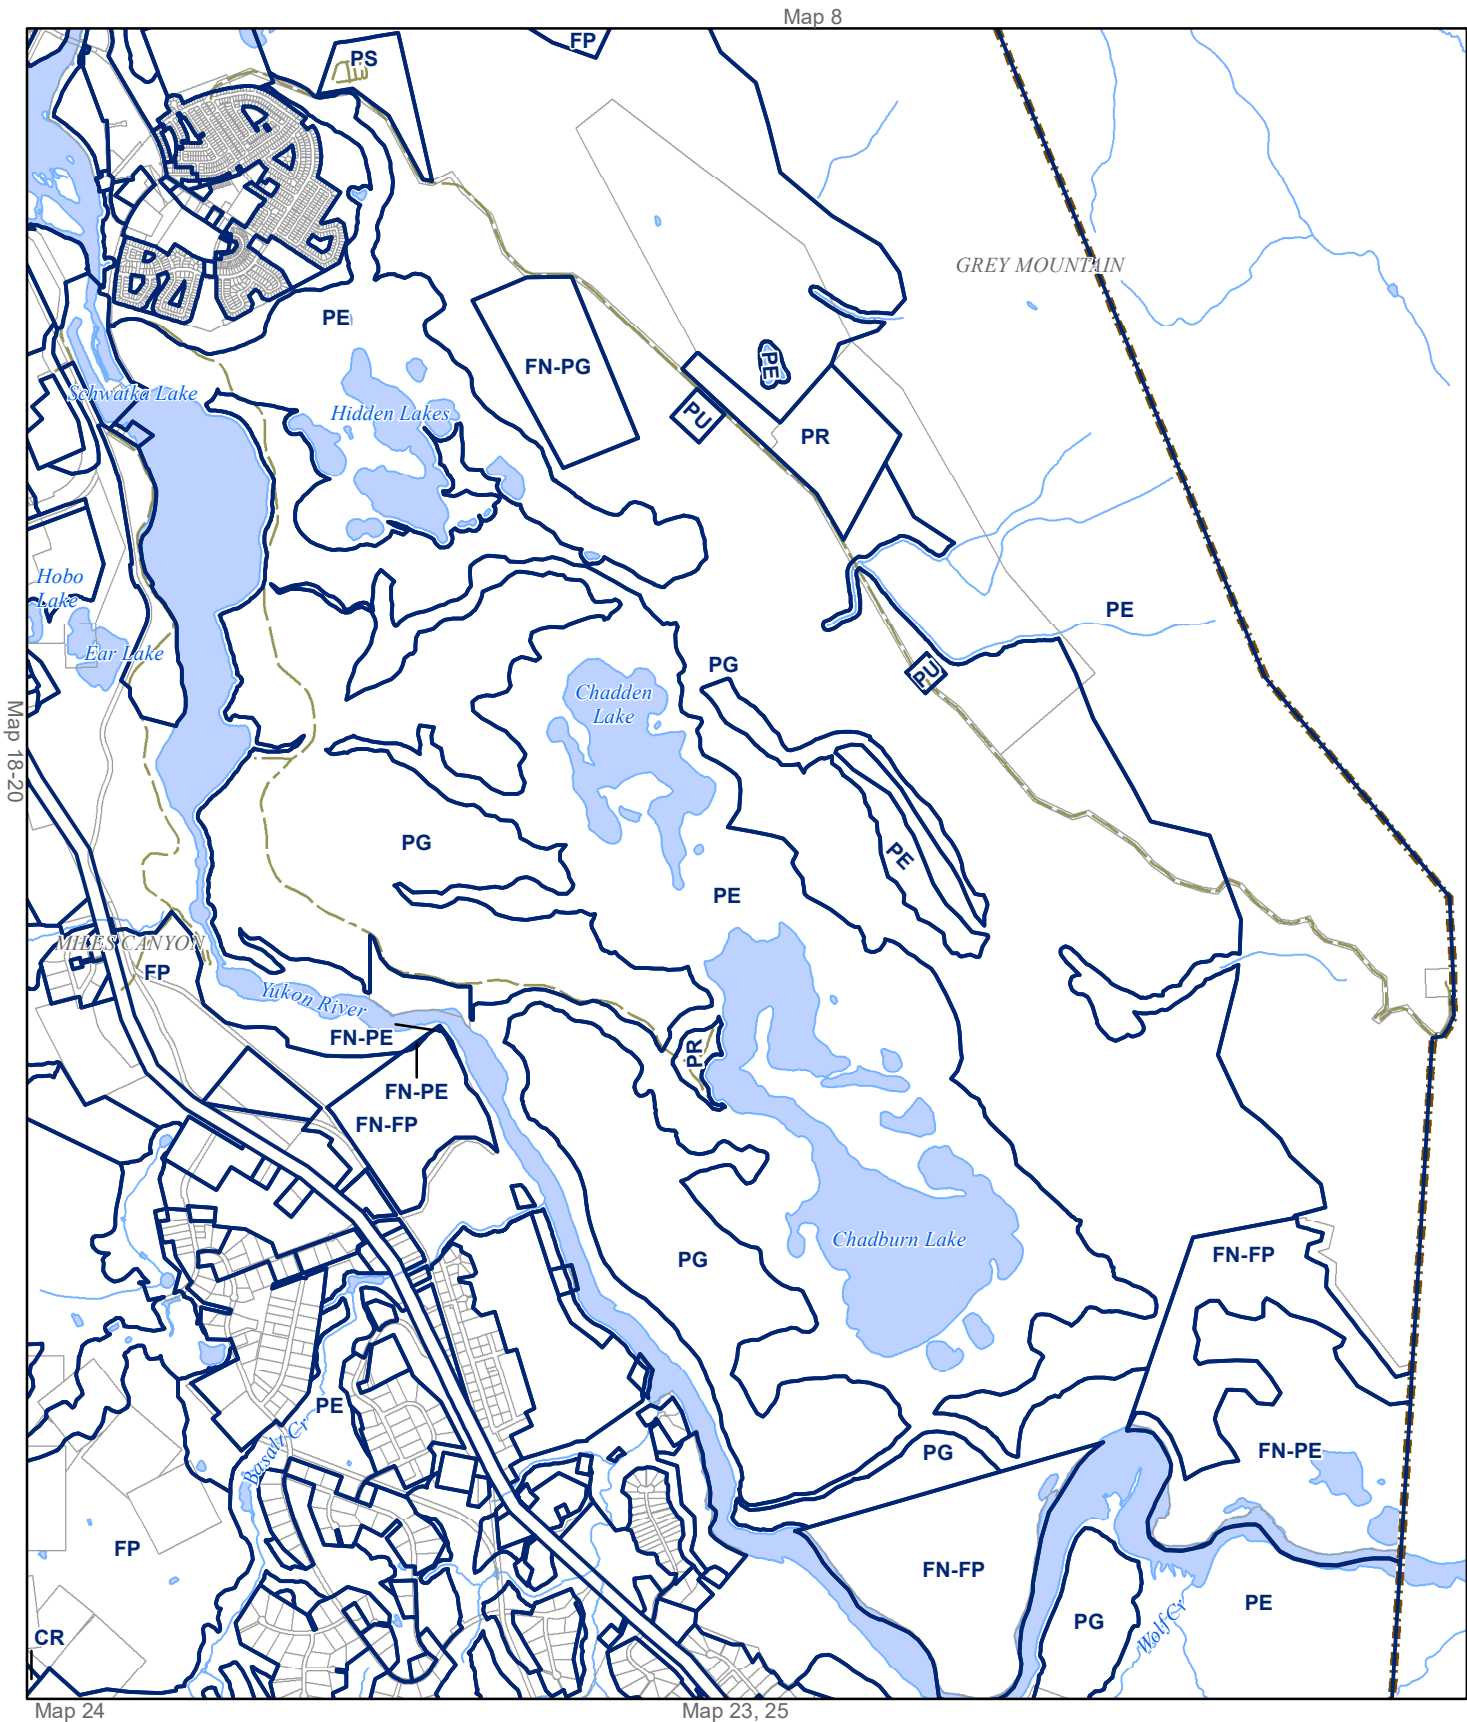 Map 8
FP
PS
GREY MOUNTAIN
PE
FN-PG
PE
Schwatka Lake
Hidden Lakes
PU
PR
Hobo
Lake
PE
Ear Lake
PG
PU
Chadden
Lake
Map 18-20
PG
PE
PE
MILES CANYON
FP
Yukon River
FN-PE
PR
FN-PE
FN-FP
Chadburn Lake
PG
FN-FP
PE
Basalt Cr
PG
FN-PE
FP
FN-FP
PG
Wolf Cr
PE
CR
Map 24
Map 23, 25